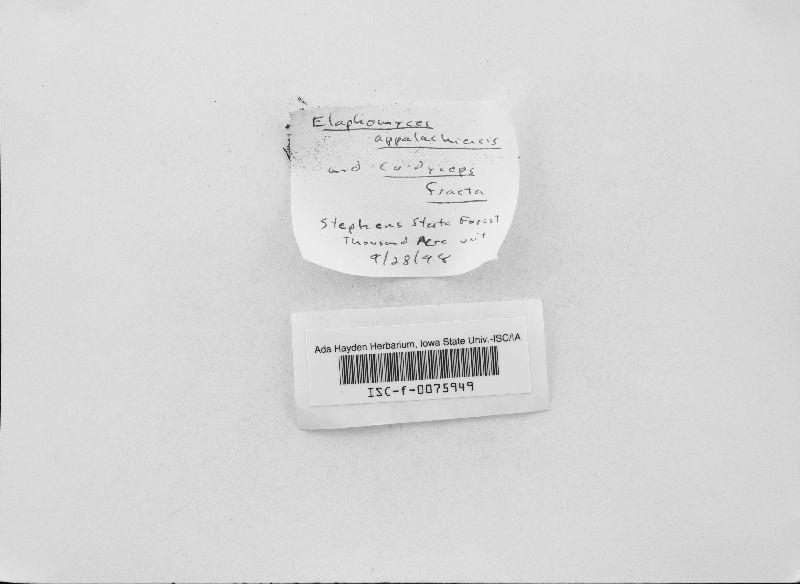 Elaphomyces
appalachiensis
and Cordyceps
fracta
Stephens State Forest
Thousand Acre unit
9/28/98
Ada Hayden Herbarium, Iowa State Univ.-ISC/IA
ISC-f-0075949